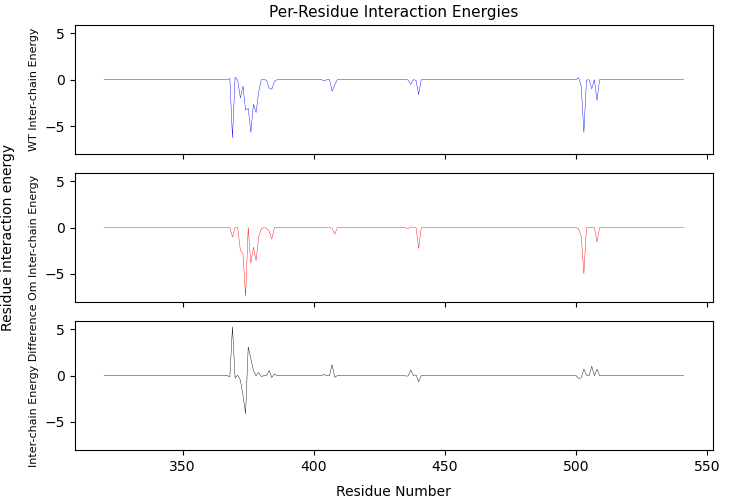 Per-Residue Interaction Energies
Residue interaction energy
WT Inter-chain Energy
5
0
−5
Om Inter-chain Energy
5
0
−5
Inter-chain Energy Difference
5
0
−5
350
400
450
500
550
Residue Number